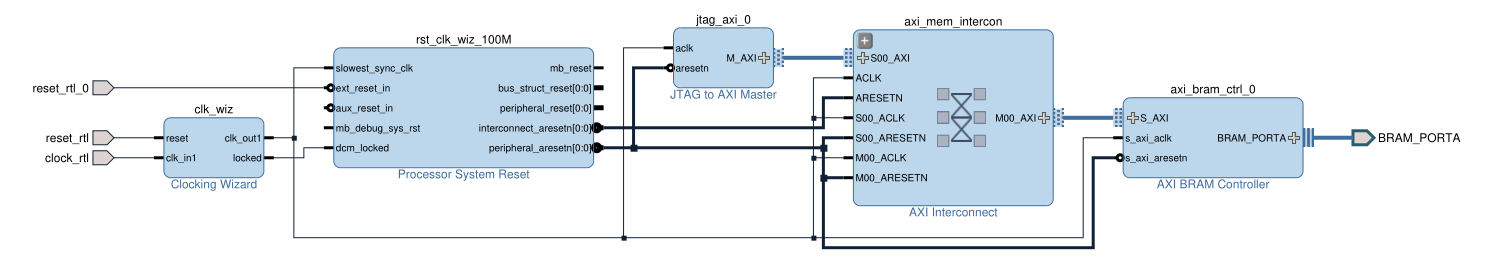 reset_rtl_0
reset_rtl
clock_rtl
clk_wiz
reset
clk_in1
clk_out1
locked
Clocking Wizard
rst_clk_wiz_100M
slowest_sync_clk
ext_reset_in
aux_reset_in
mb_debug_sys_rst
dcm_locked
mb_reset
bus_struct_reset[0:0]
peripheral_reset[0:0]
interconnect_aresetn[0:0]
peripheral_aresetn[0:0]
Processor System Reset
jtag_axi_0
aclk
aresetn
M_AXI
JTAG to AXI Master
axi_mem_intercon
S00_AXI
ACLK
ARESETN
S00_ACLK
S00_ARESETN
M00_ACLK
M00_ARESETN
M00_AXI
AXI Interconnect
axi_bram_ctrl_0
S_AXI
s_axi_aclk
s_axi_aresetn
BRAM_PORTA
AXI BRAM Controller
BRAM_PORTA